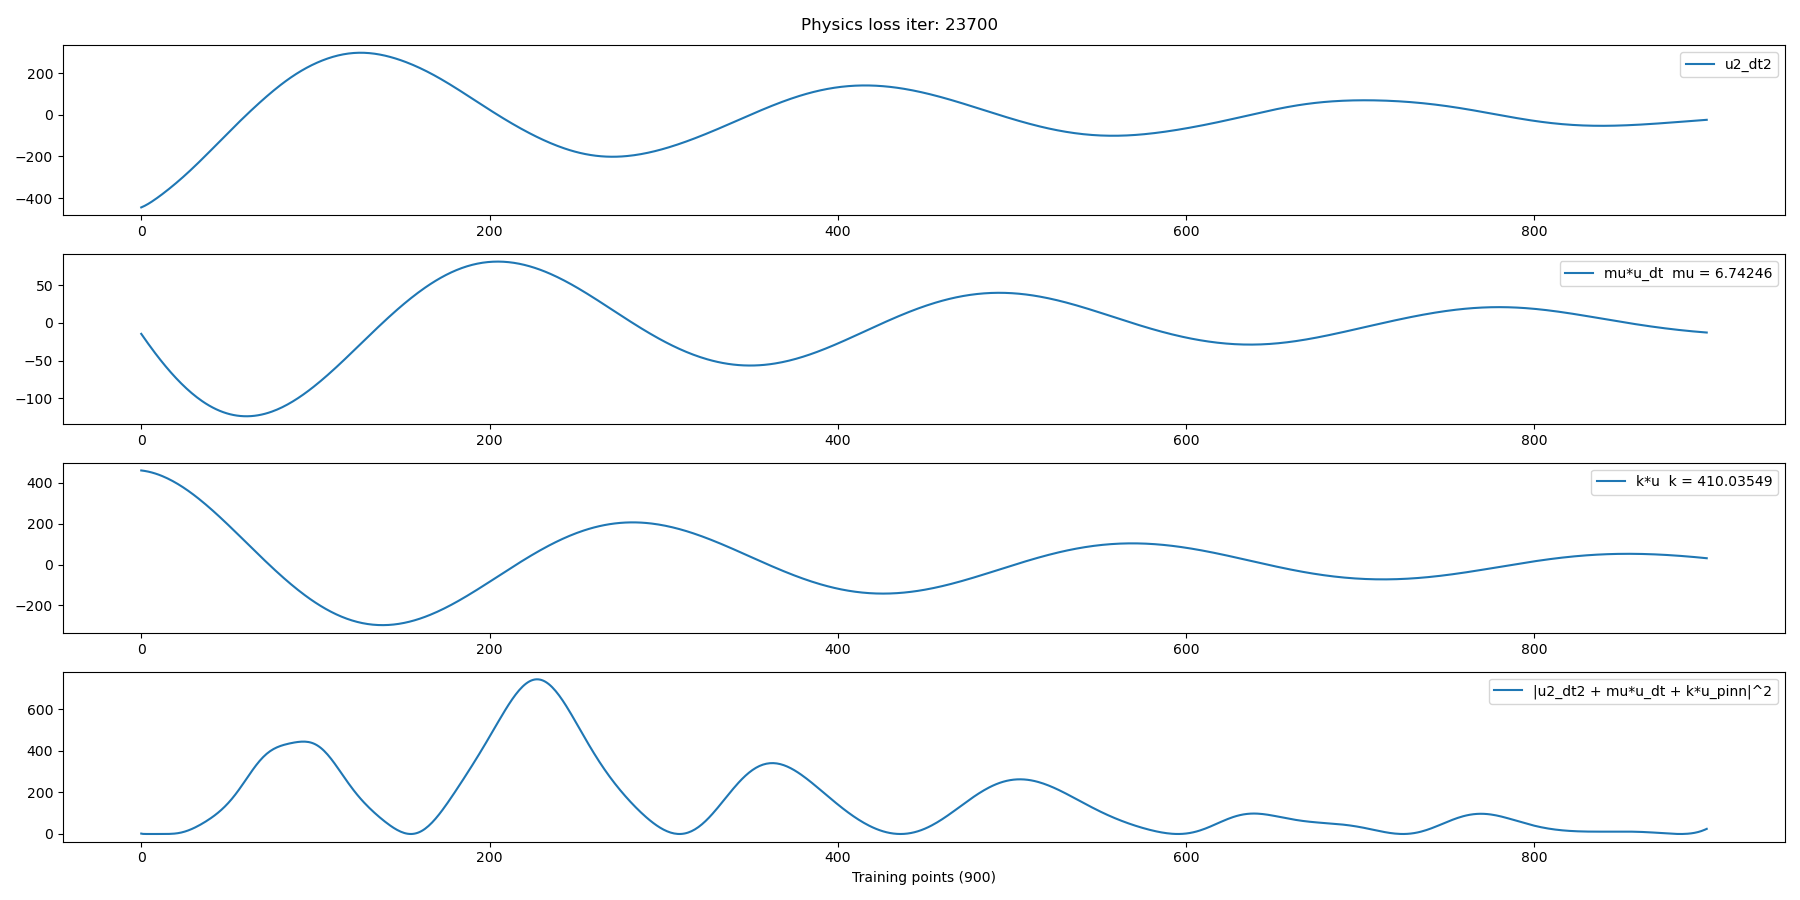 Physics loss iter: 23700
u2_dt2
200
0
−200
−400
0 200 400 600 800
mu*u_dt mu = 6.74246
50
0
−50
−100
0 200 400 600 800
k*u k = 410.03549
400
200
0
−200
0 200 400 600 800
|u2_dt2 + mu*u_dt + k*u_pinn|^2
600
400
200
0
0 200 400 600 800
Training points (900)